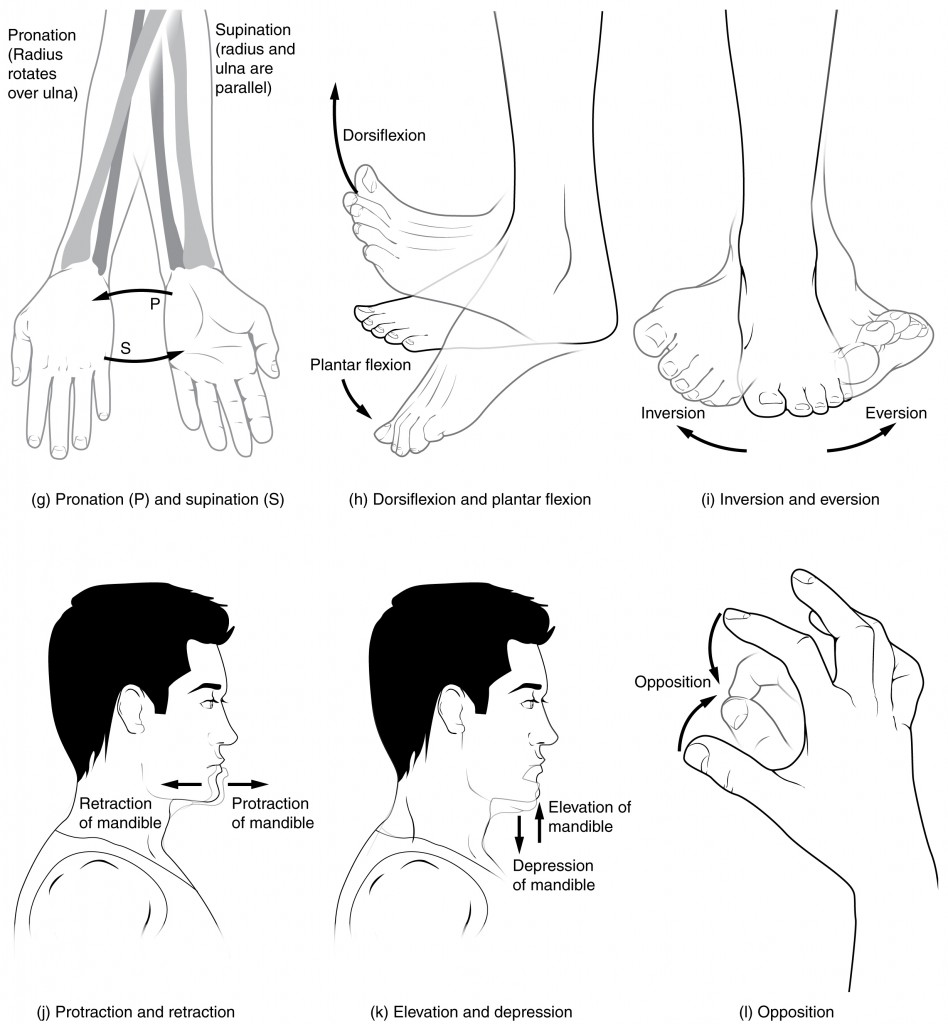 Pronation
(Radius
rotates
over ulna)
Supination
(radius and
ulna are
parallel)
P
S
(g) Pronation (P) and supination (S)
Dorsiflexion
Plantar flexion
(h) Dorsiflexion and plantar flexion
Inversion
Eversion
(i) Inversion and eversion
Retraction
of mandible
Protraction
of mandible
(j) Protraction and retraction
Elevation of
mandible
Depression
of mandible
(k) Elevation and depression
Opposition
(l) Opposition